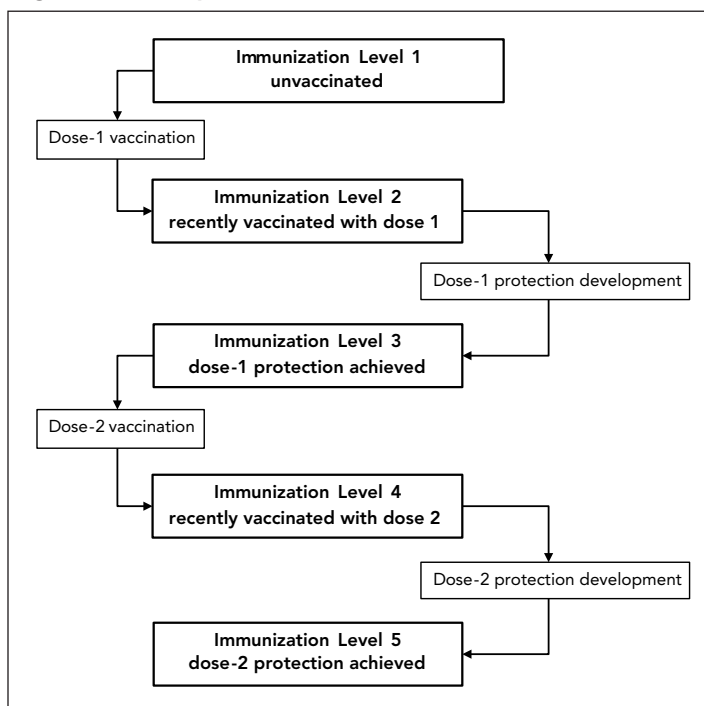 Immunization Level 1
unvaccinated
Dose-1 vaccination
Immunization Level 2
recently vaccinated with dose 1
Dose-1 protection development
Immunization Level 3
dose-1 protection achieved
Dose-2 vaccination
Immunization Level 4
recently vaccinated with dose 2
Dose-2 protection development
Immunization Level 5
dose-2 protection achieved